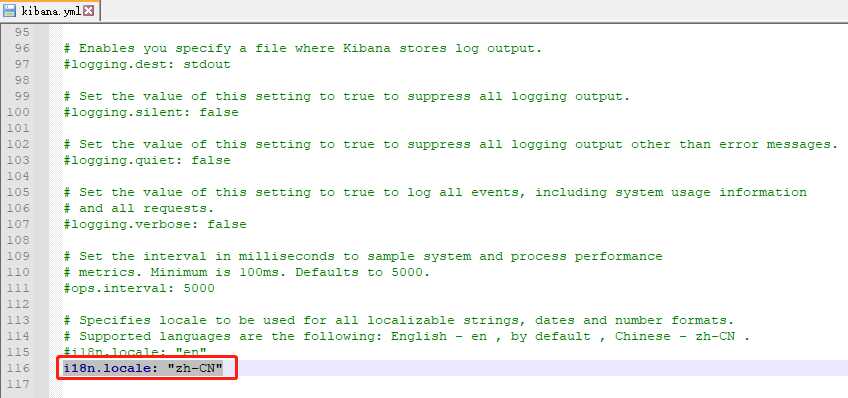 kibana.yml
95
96 # Enables you specify a file where Kibana stores log output.
97 #logging.dest: stdout
98
99 # Set the value of this setting to true to suppress all logging output.
100 #logging.silent: false
101
102 # Set the value of this setting to true to suppress all logging output other than error messages.
103 #logging.quiet: false
104
105 # Set the value of this setting to true to log all events, including system usage information
106 # and all requests.
107 #logging.verbose: false
108
109 # Set the interval in milliseconds to sample system and process performance
110 # metrics. Minimum is 100ms. Defaults to 5000.
111 #ops.interval: 5000
112
113 # Specifies locale to be used for all localizable strings, dates and number formats.
114 # Supported languages are the following: English - en , by default , Chinese - zh-CN .
115 #i18n.locale: "en"
116 i18n.locale: "zh-CN"
117